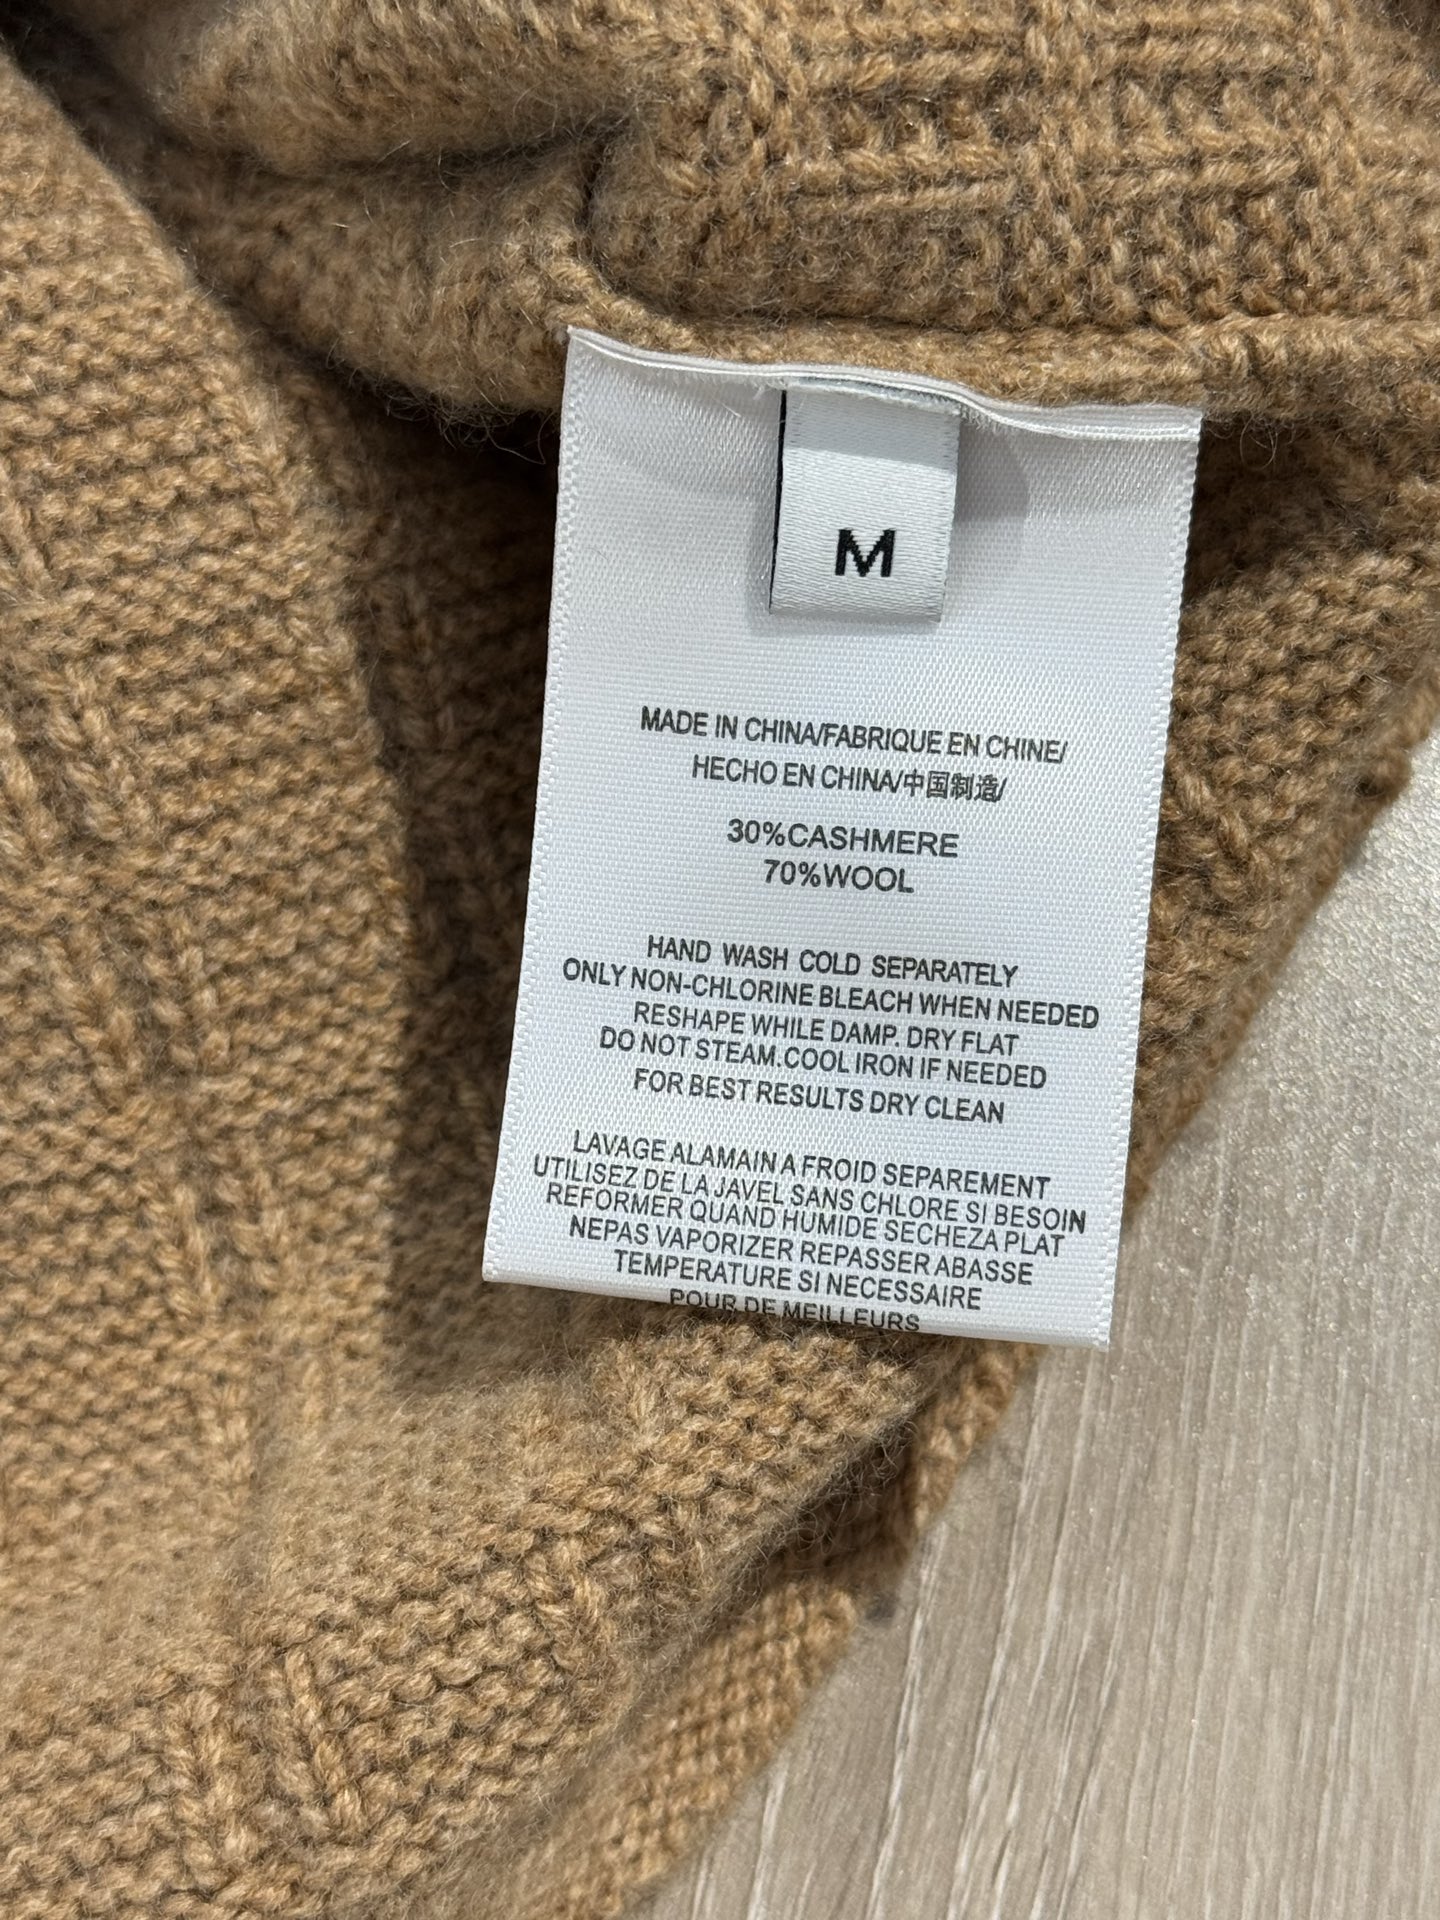 M
MADE IN CHINA/FABRIQUE EN CHINE/
HECHO EN CHINA/中国制造/
30%CASHMERE
70%WOOL
HAND WASH COLD SEPARATELY
ONLY NON-CHLORINE BLEACH WHEN NEEDED
RESHAPE WHILE DAMP. DRY FLAT
DO NOT STEAM.COOL IRON IF NEEDED
FOR BEST RESULTS DRY CLEAN
LAVAGE ALAMAIN A FROID SEPAREMENT
UTILISEZ DE LA JAVEL SANS CHLORE SI BESOIN
REFORMER QUAND HUMIDE SECHEZA PLAT
NEPAS VAPORIZER REPASSER ABASSE
TEMPERATURE SI NECESSAIRE
POUR DE MEILLEURS